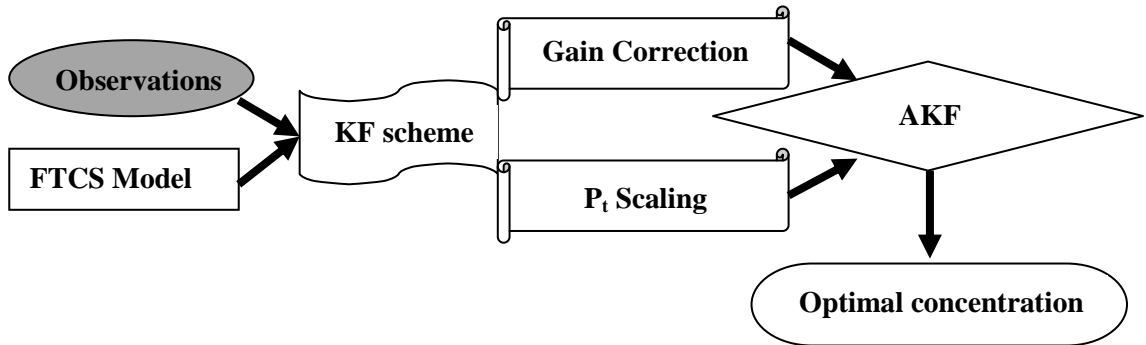 Observations
FTCS Model
KF scheme
Gain Correction
Pt Scaling
AKF
Optimal concentration